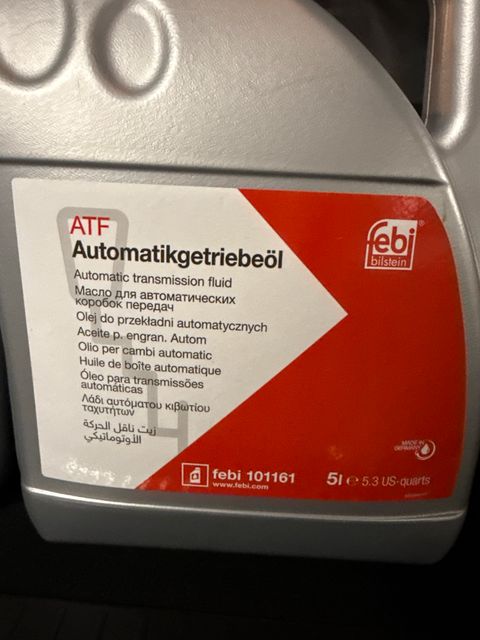 ATF
Automatikgetriebeöl
Automatic transmission fluid
Масло для автоматических
коробок передач
Olej do przekładni automatycznych
Aceite p. engran. Autom
Olio per cambi automatic
Huile de boîte automatique
Óleo para transmissões
automáticas
Λάδι αυτόματου κιβωτίου
ταχυτήτων
زيت ناقل الحركة
الأوتوماتيكي
febi®
bilstein
MADE IN
GERMANY
febi 101161
www.febi.com
5l e 5.3 US-quarts